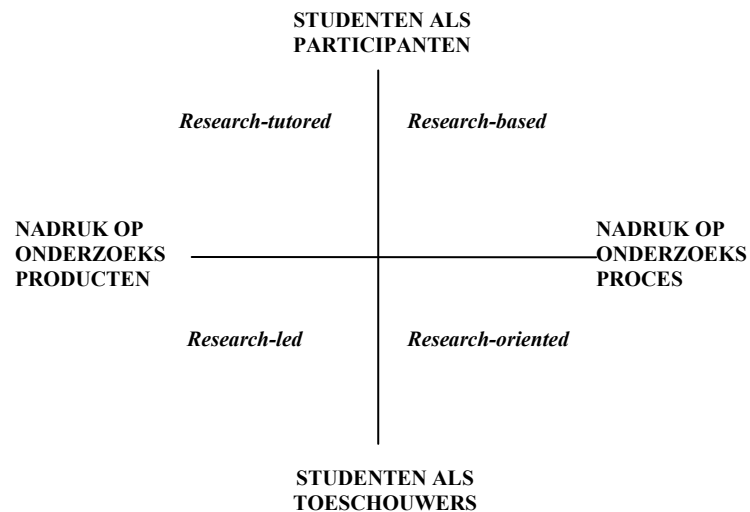 STUDENTEN ALS
PARTICIPANTEN
Research-tutored
Research-based
NADRUK OP
ONDERZOEKS
PRODUCTEN
NADRUK OP
ONDERZOEKS
PROCES
Research-led
Research-oriented
STUDENTEN ALS
TOESCHOUWERS